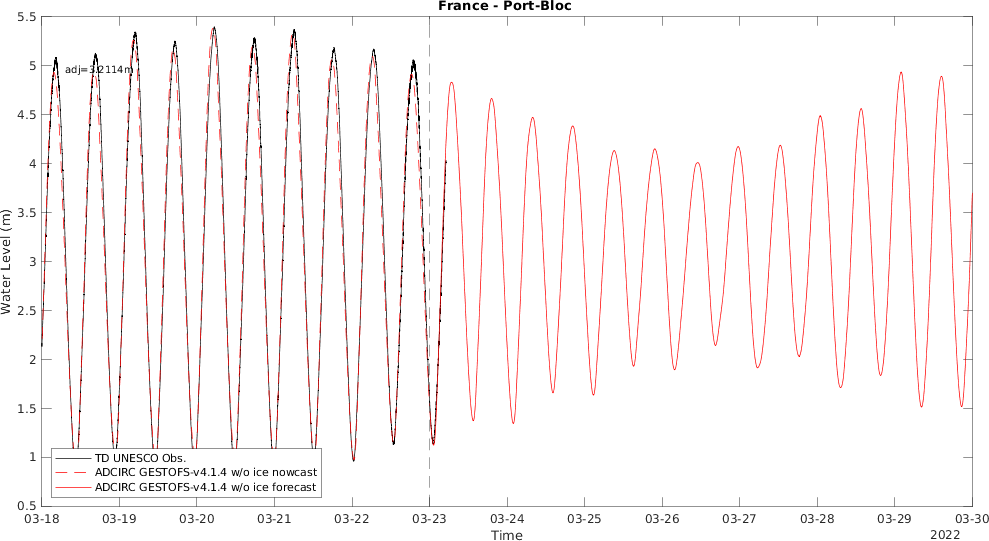 France - Port-Bloc
5.5
5
4.5
4
3.5
3
2.5
2
1.5
1
0.5
Water Level (m)
adj=3.2114m
TD UNESCO Obs.
ADCIRC GESTOFS-v4.1.4 w/o ice nowcast
ADCIRC GESTOFS-v4.1.4 w/o ice forecast
03-18 03-19 03-20 03-21 03-22 03-23 03-24 03-25 03-26 03-27 03-28 03-29 03-30
Time
2022